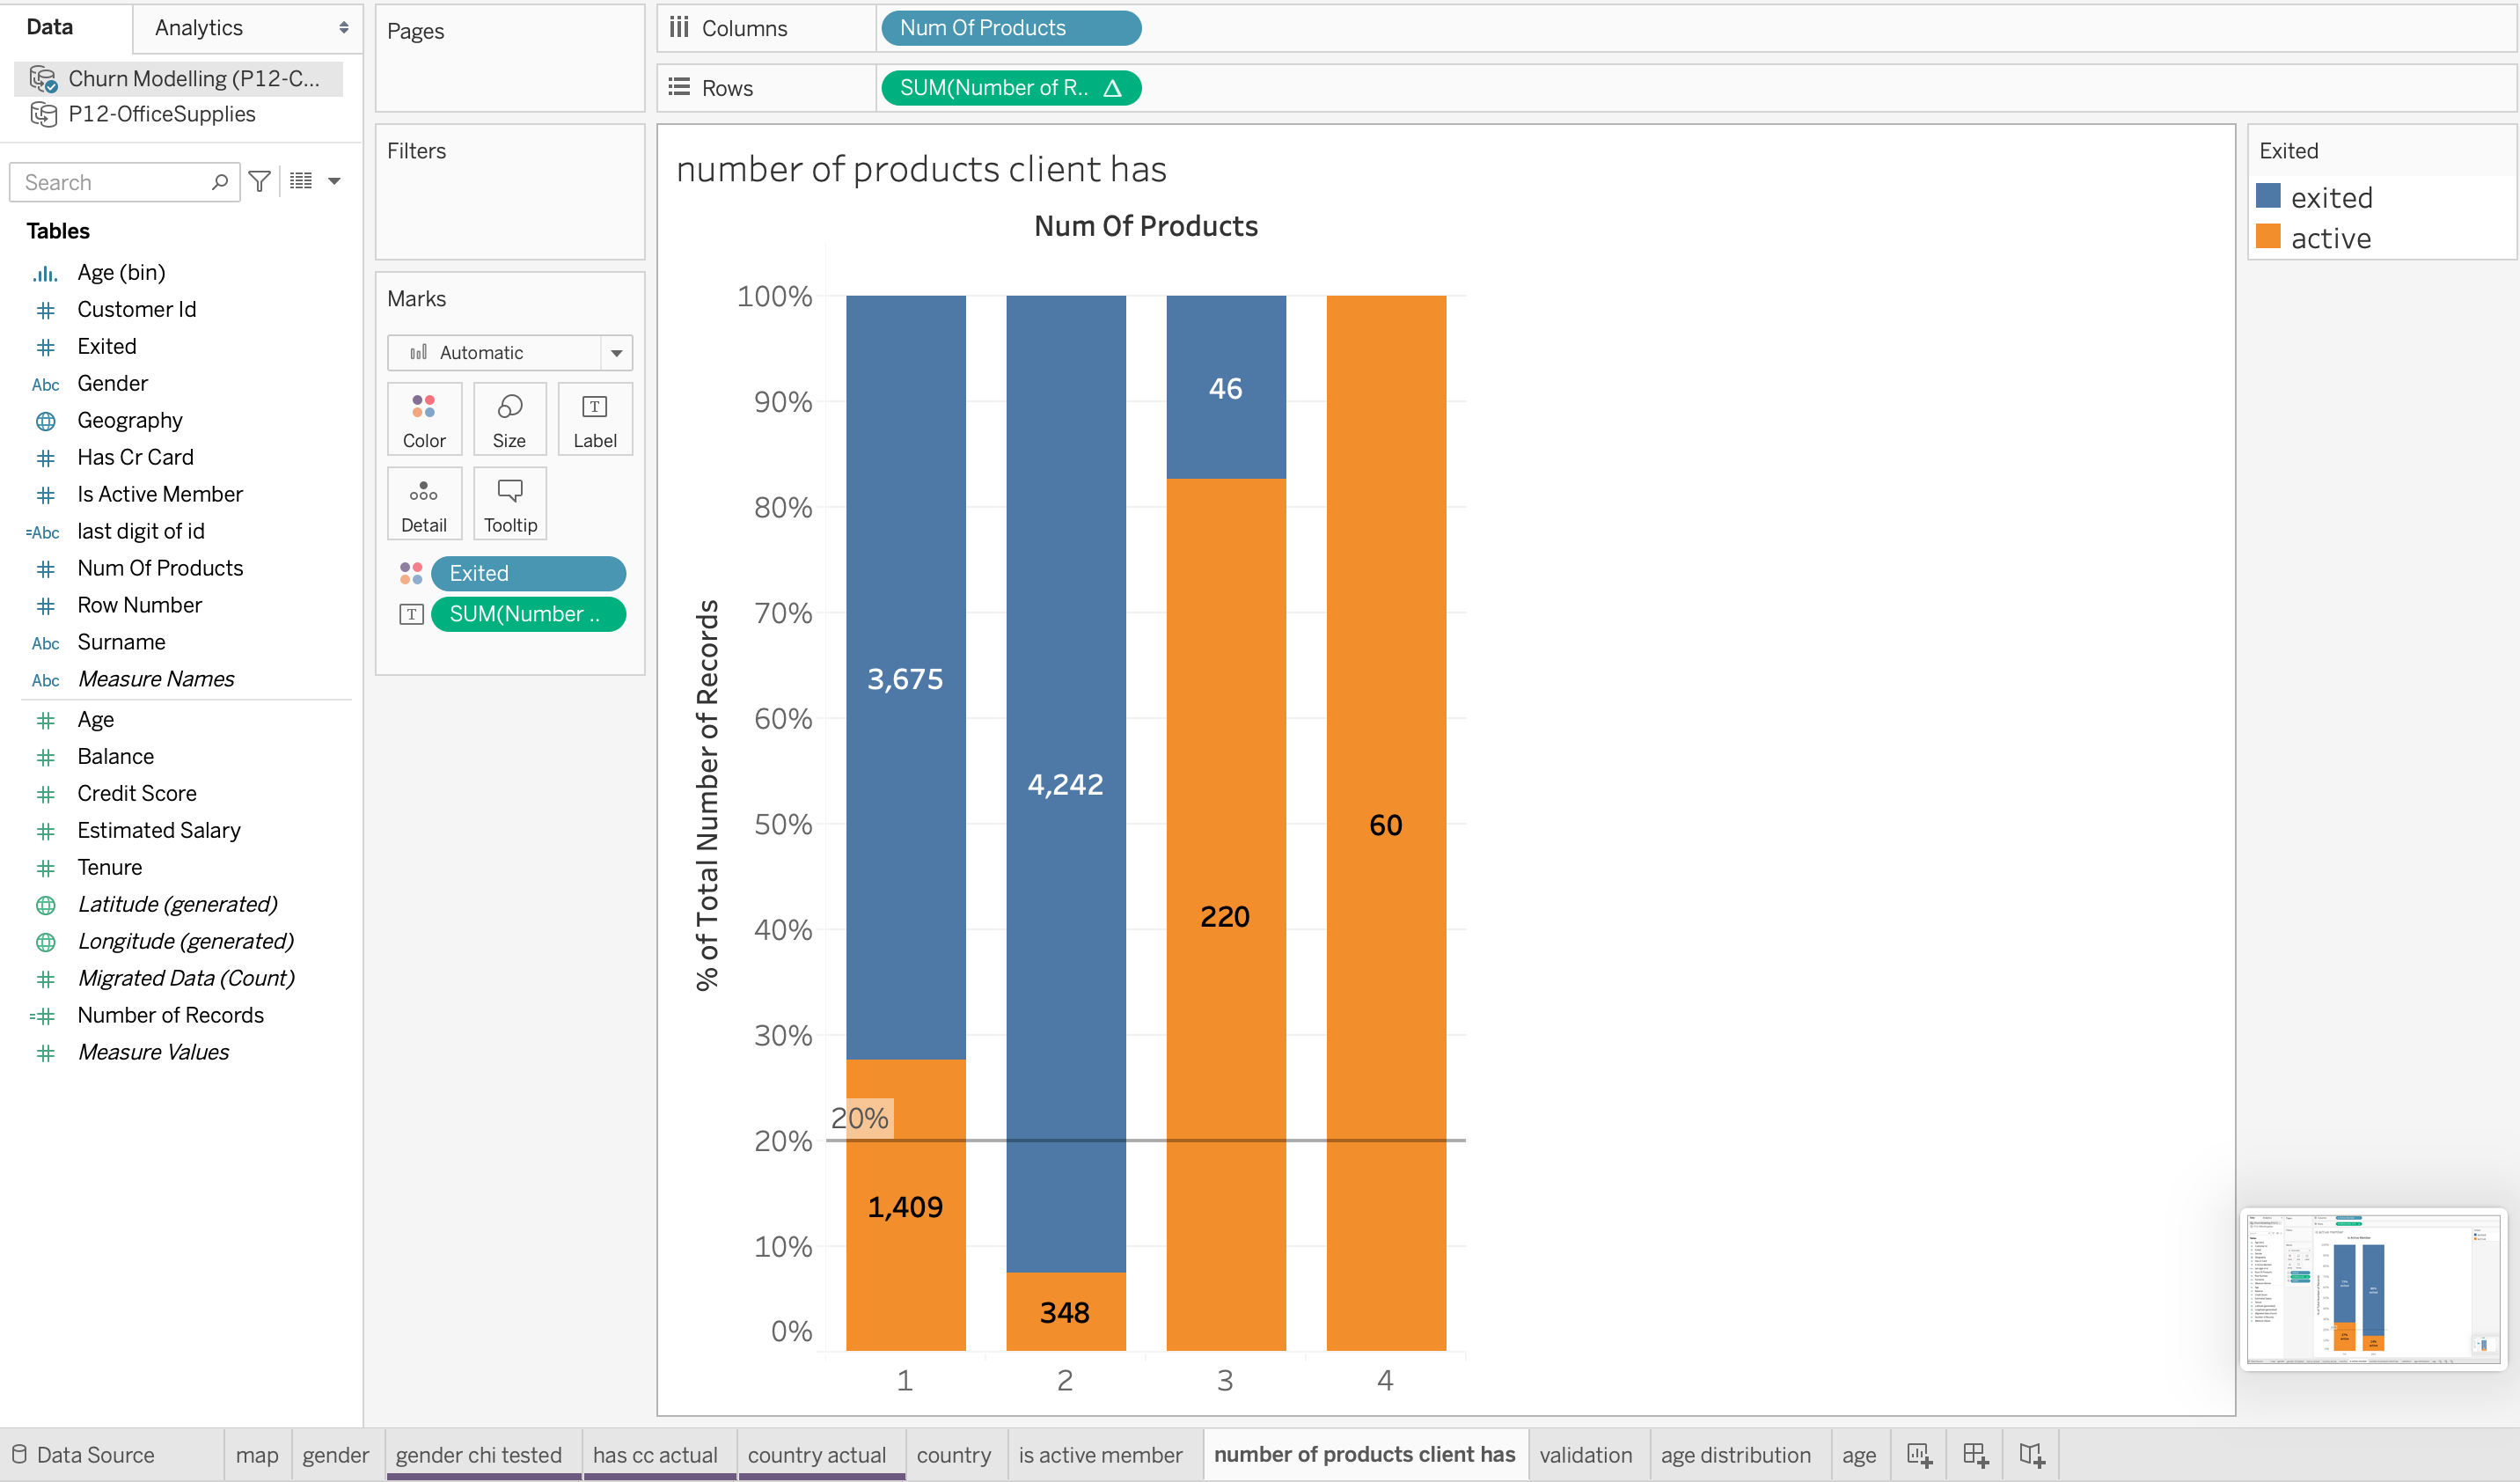 Data
Analytics
Churn Modelling (P12-C...
P12-OfficeSupplies
Search
Tables
Age (bin)
Customer Id
Exited
Abc Gender
Geography
Has Cr Card
Is Active Member
=Abc last digit of id
Num Of Products
Row Number
Abc Surname
Abc Measure Names
Age
Balance
Credit Score
Estimated Salary
Tenure
Latitude (generated)
Longitude (generated)
Migrated Data (Count)
Number of Records
Measure Values
Pages
Filters
Marks
Automatic
Color
Size
Label
Detail
Tooltip
Exited
SUM(Number ..
Columns
Num Of Products
Rows
SUM(Number of R.. △
number of products client has
Num Of Products
% of Total Number of Records
100%
90%
80%
70%
60%
50%
40%
30%
20%
10%
0%
3,675
1,409
20%
4,242
348
46
220
60
1
2
3
4
Exited
exited
active
Data Source
map
gender
gender chi tested
has cc actual
country actual
country
is active member
number of products client has
validation
age distribution
age